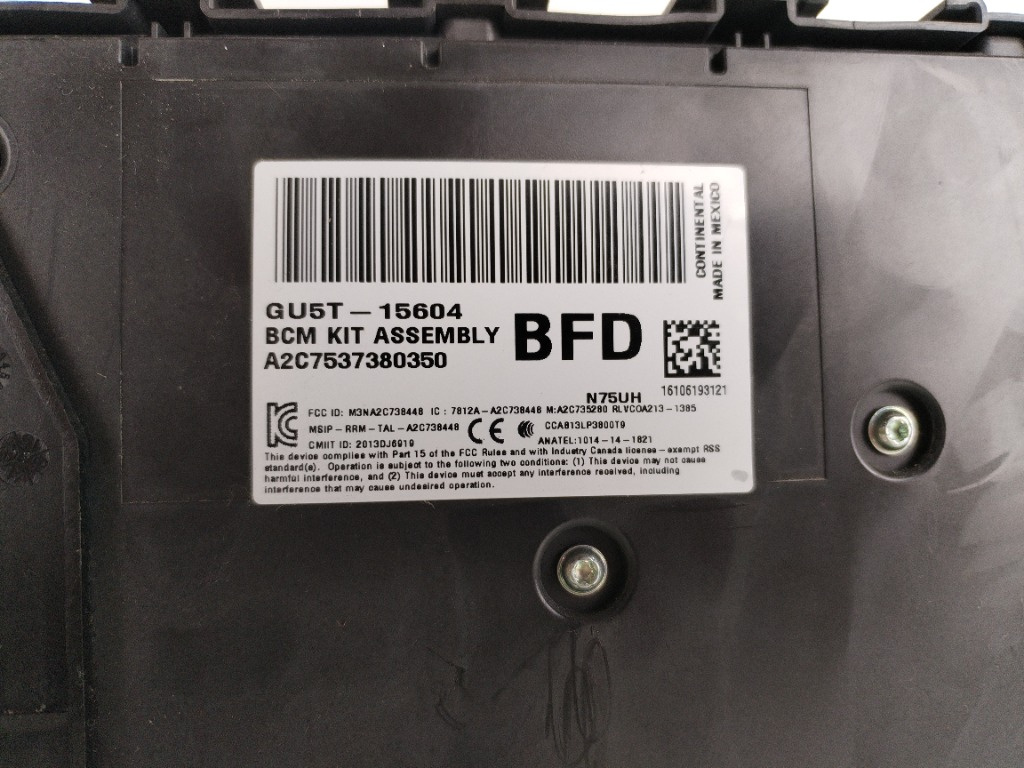 CONTINENTAL
MADE IN MEXICO
GU5T-15604
BCM KIT ASSEMBLY
BFD
A2C7537380350
N75UH
16106193121
FCC ID: M3NA2C738448 IC : 7812A-A2C738448 M:A2C735280 RLVCOA213-1385
MSIP-RRM-TAL-A2C738448
CE
CCA813LP3800T9
CMIIT ID: 2013DJ6919
ANATEL:1014-14-1821
This device complies with Part 15 of the FCC Rules and with Industry Canada license - exempt RSS
standard(s). Operation is subject to the following two conditions: (1) This device may not cause
harmful interference, and (2) This device must accept any interference received, including
interference that may cause undesired operation.